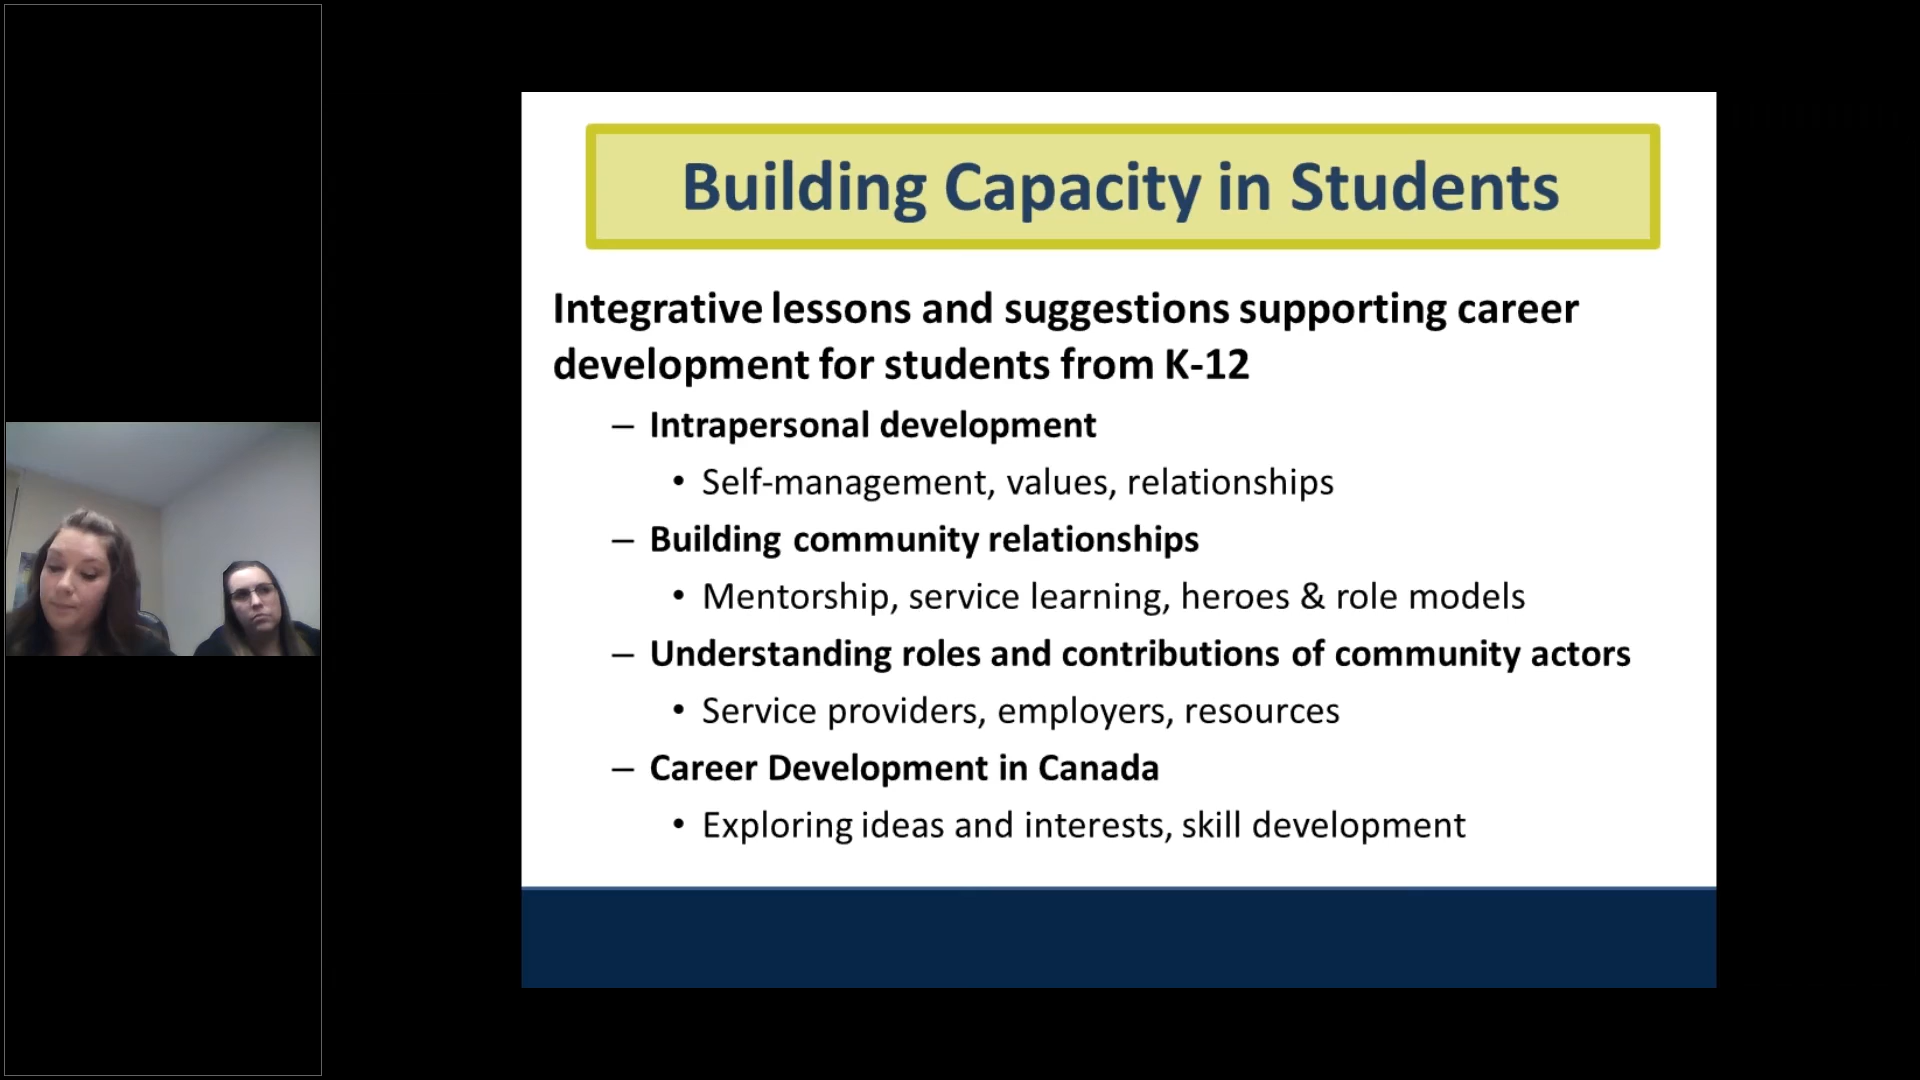 Building Capacity in Students
Integrative lessons and suggestions supporting career
development for students from K-12
– Intrapersonal development
• Self-management, values, relationships
– Building community relationships
• Mentorship, service learning, heroes & role models
– Understanding roles and contributions of community actors
• Service providers, employers, resources
– Career Development in Canada
• Exploring ideas and interests, skill development